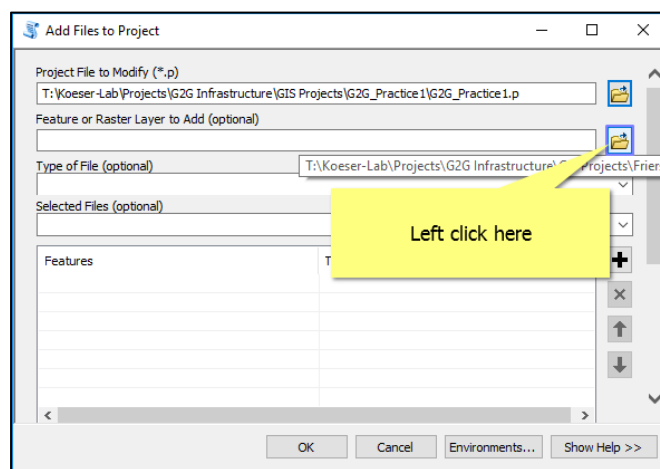 Add Files to Project
Project File to Modify (*.p)
T:\Koeser-Lab\Projects\G2G Infrastructure\GIS Projects\G2G_Practice1\G2G_Practice1.p
Feature or Raster Layer to Add (optional)
Type of File (optional)
T:\Koeser-Lab\Projects\G2G Infrastructure\ Projects\Frier
Left click here
Selected Files (optional)
Features
T
OK Cancel Environments... Show Help >>